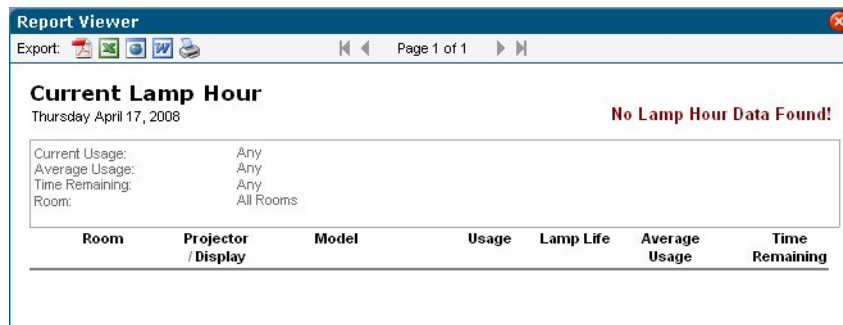 Report Viewer
Export:
Page 1 of 1
Current Lamp Hour
Thursday April 17, 2008
No Lamp Hour Data Found!
Current Usage: Any
Average Usage: Any
Time Remaining: Any
Room: All Rooms
Room Projector / Display Model Usage Lamp Life Average Usage Time Remaining